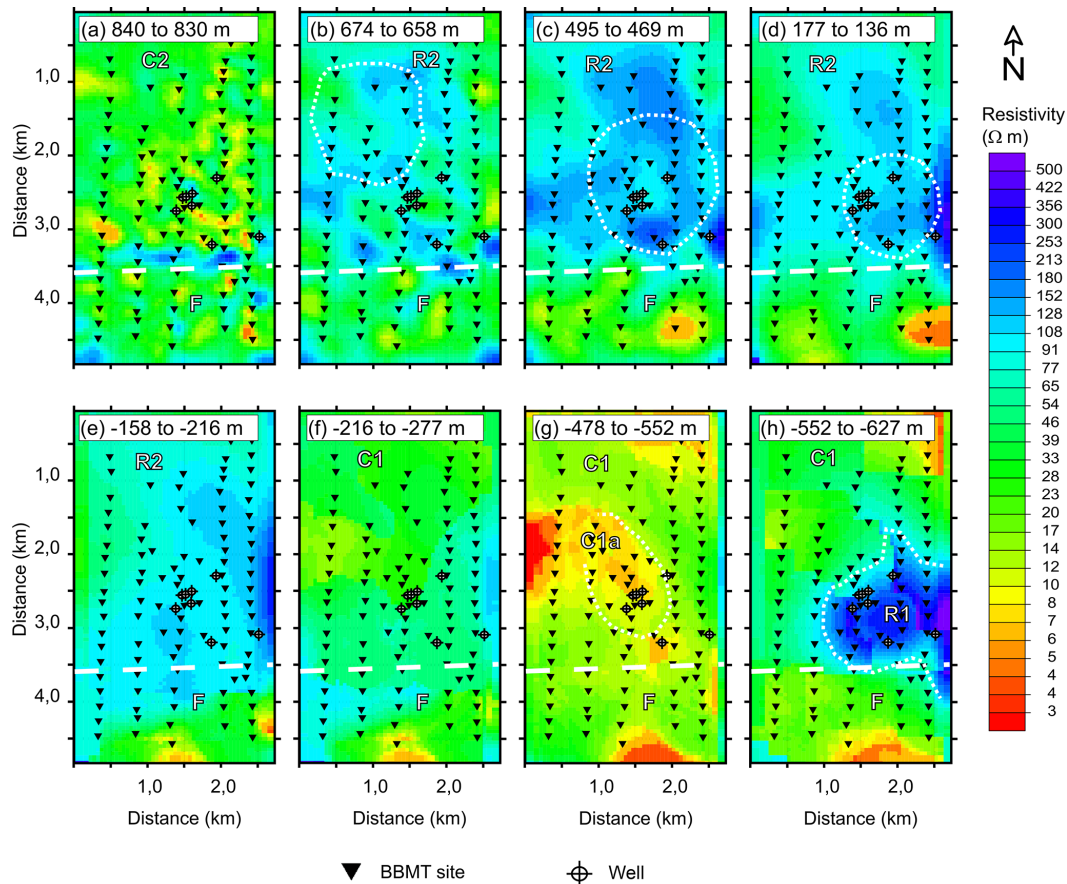 (a) 840 to 830 m
(b) 674 to 658 m
(c) 495 to 469 m
(d) 177 to 136 m
C2
R2
R2
R2
N
1,0
2,0
3,0
4,0
Distance (km)
F
F
F
F
Resistivity
(Ω m)
500
422
356
300
253
213
180
152
128
108
91
77
65
54
46
39
33
28
23
20
17
14
12
10
8
7
6
5
4
4
3
(e) -158 to -216 m
(f) -216 to -277 m
(g) -478 to -552 m
(h) -552 to -627 m
R2
C1
C1
C1
C1a
R1
1,0
2,0
3,0
4,0
Distance (km)
F
F
F
F
1,0 2,0
1,0 2,0
1,0 2,0
1,0 2,0
Distance (km)
Distance (km)
Distance (km)
Distance (km)
BBMT site
Well